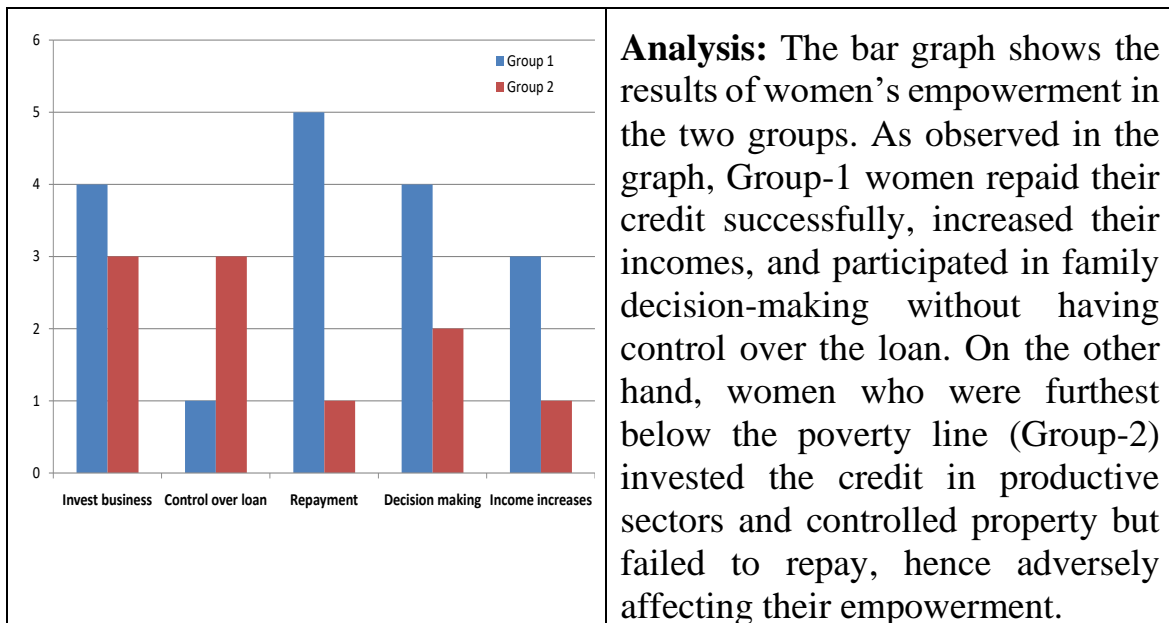 6
5
4
3
2
1
0
Group 1
Group 2
Invest business Control over loan Repayment Decision making Income increases
Analysis: The bar graph shows the
results of women’s empowerment in
the two groups. As observed in the
graph, Group-1 women repaid their
credit successfully, increased their
incomes, and participated in family
decision-making without having
control over the loan. On the other
hand, women who were furthest
below the poverty line (Group-2)
invested the credit in productive
sectors and controlled property but
failed to repay, hence adversely
affecting their empowerment.